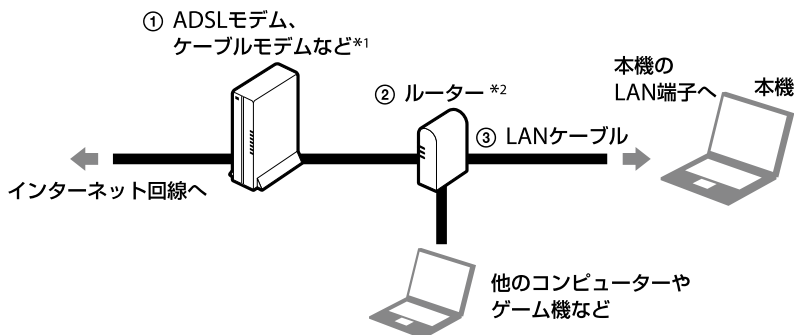 ① ADSLモデム、
ケーブルモデムなど*1
② ルーター *2
③ LANケーブル
本機の
LAN端子へ
本機
インターネット回線へ
他のコンピューターや
ゲーム機など